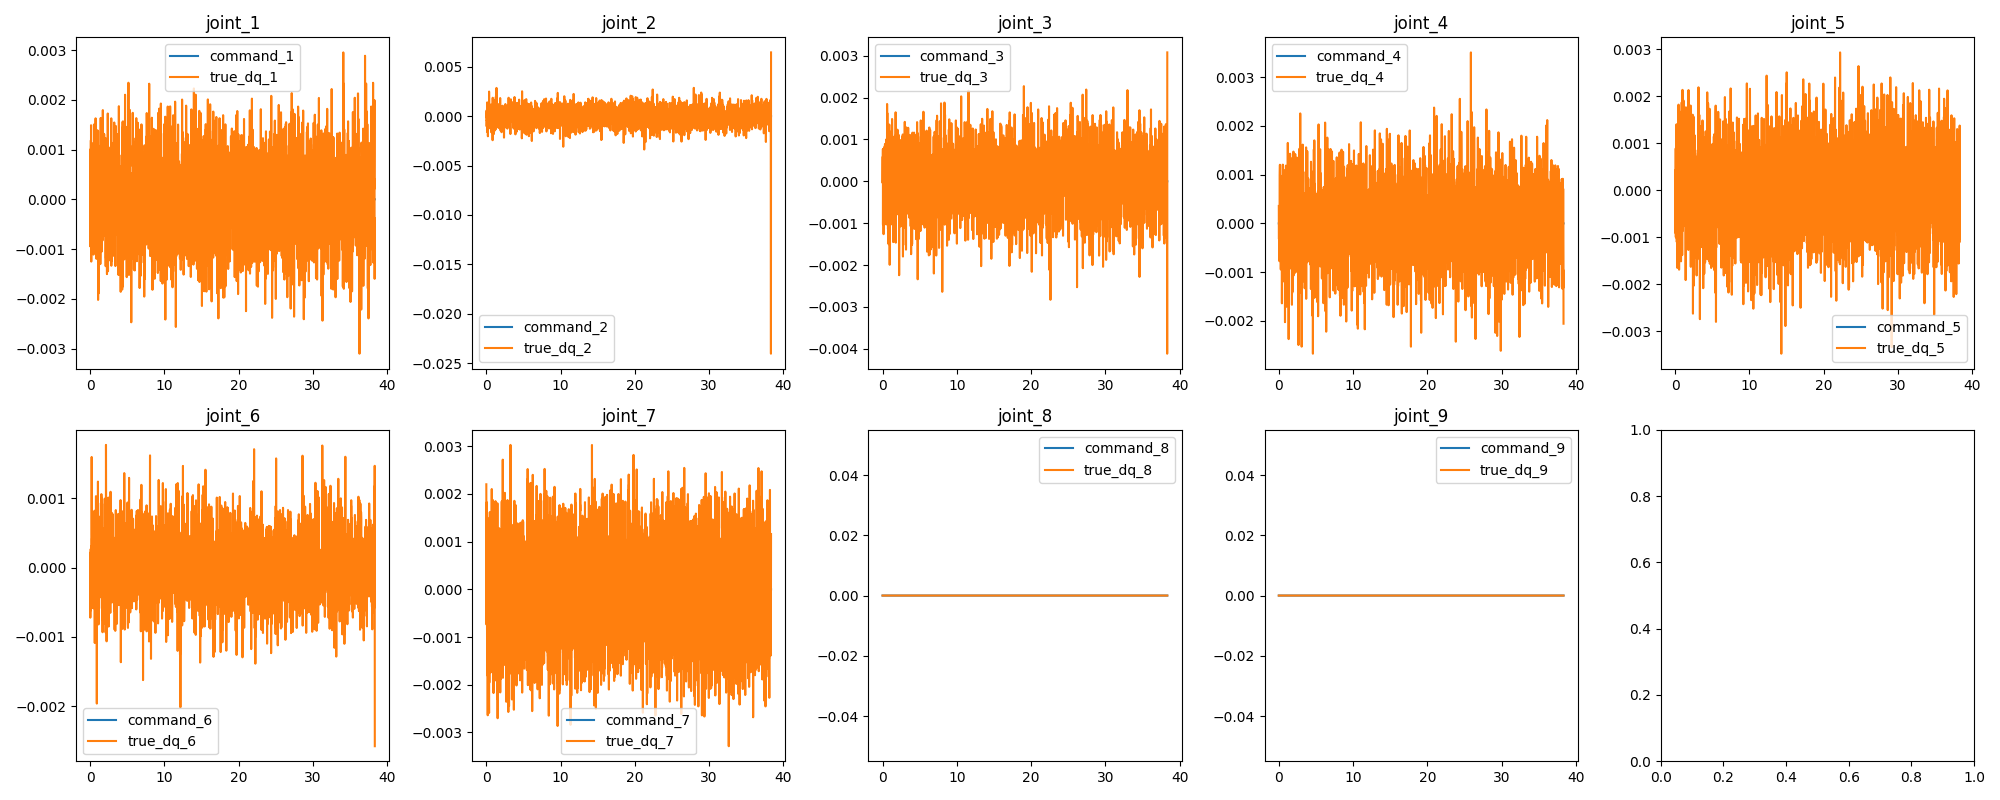 joint_1
0.003
0.002
0.001
0.000
−0.001
−0.002
−0.003
0 10 20 30 40
command_1
true_dq_1
joint_2
0.005
0.000
−0.005
−0.010
−0.015
−0.020
−0.025
0 10 20 30 40
command_2
true_dq_2
joint_3
0.003
0.002
0.001
0.000
−0.001
−0.002
−0.003
−0.004
0 10 20 30 40
command_3
true_dq_3
joint_4
0.003
0.002
0.001
0.000
−0.001
−0.002
0 10 20 30 40
command_4
true_dq_4
joint_5
0.003
0.002
0.001
0.000
−0.001
−0.002
−0.003
0 10 20 30 40
command_5
true_dq_5
joint_6
0.001
0.000
−0.001
−0.002
0 10 20 30 40
command_6
true_dq_6
joint_7
0.003
0.002
0.001
0.000
−0.001
−0.002
−0.003
0 10 20 30 40
command_7
true_dq_7
joint_8
0.04
0.02
0.00
−0.02
−0.04
0 10 20 30 40
command_8
true_dq_8
joint_9
0.04
0.02
0.00
−0.02
−0.04
0 10 20 30 40
command_9
true_dq_9
1.0
0.8
0.6
0.4
0.2
0.0
0.0 0.2 0.4 0.6 0.8 1.0